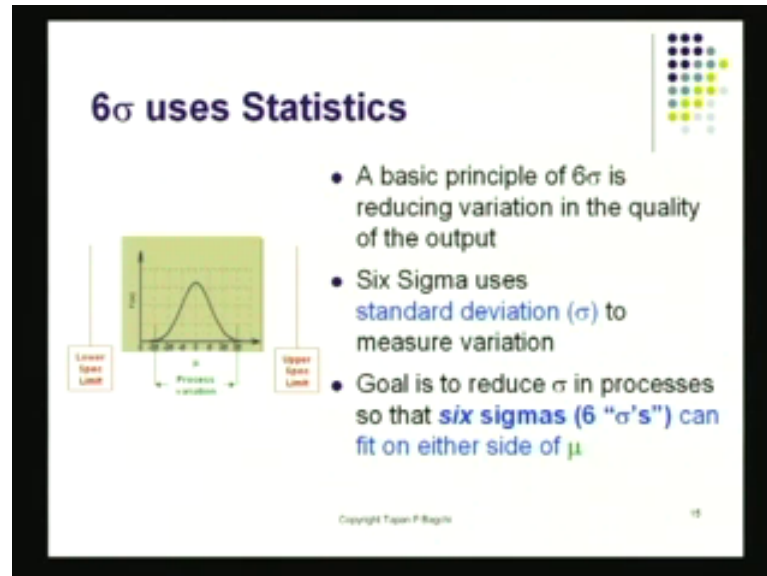 6σ uses Statistics
• A basic principle of 6σ is
reducing variation in the quality
of the output
• Six Sigma uses
standard deviation (σ) to
measure variation
• Goal is to reduce σ in processes
so that six sigmas (6 “σ’s”) can
fit on either side of μ
Lower
Spec
Limit
μ
Process
variation
Upper
Spec
Limit
Copyright Tapan P Bagchi
15